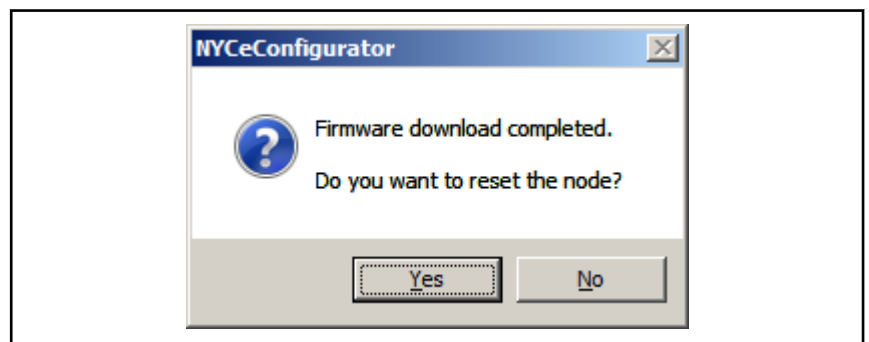 NYCeConfigurator
?
Firmware download completed.
Do you want to reset the node?
Yes
No